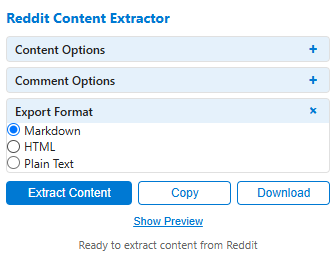 Reddit Content Extractor
Content Options +
Comment Options +
Export Format ×
Markdown
HTML
Plain Text
Extract Content Copy Download
Show Preview
Ready to extract content from Reddit